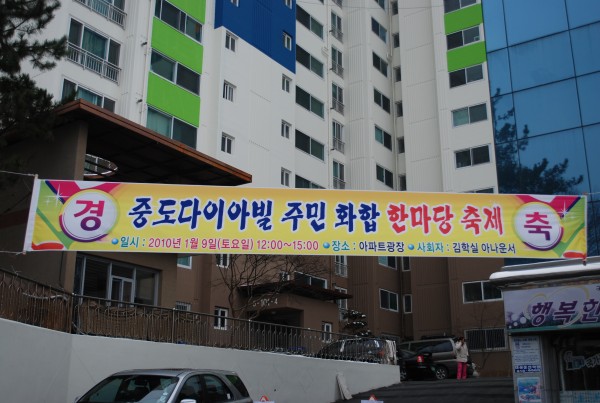 경 중도다이아빌 주민 화합 한마당 축제 축
일시 : 2010년 1월 9일(토요일) 12:00~15:00 장소 : 아파트광장 사회자 : 김학실 아나운서
행복한